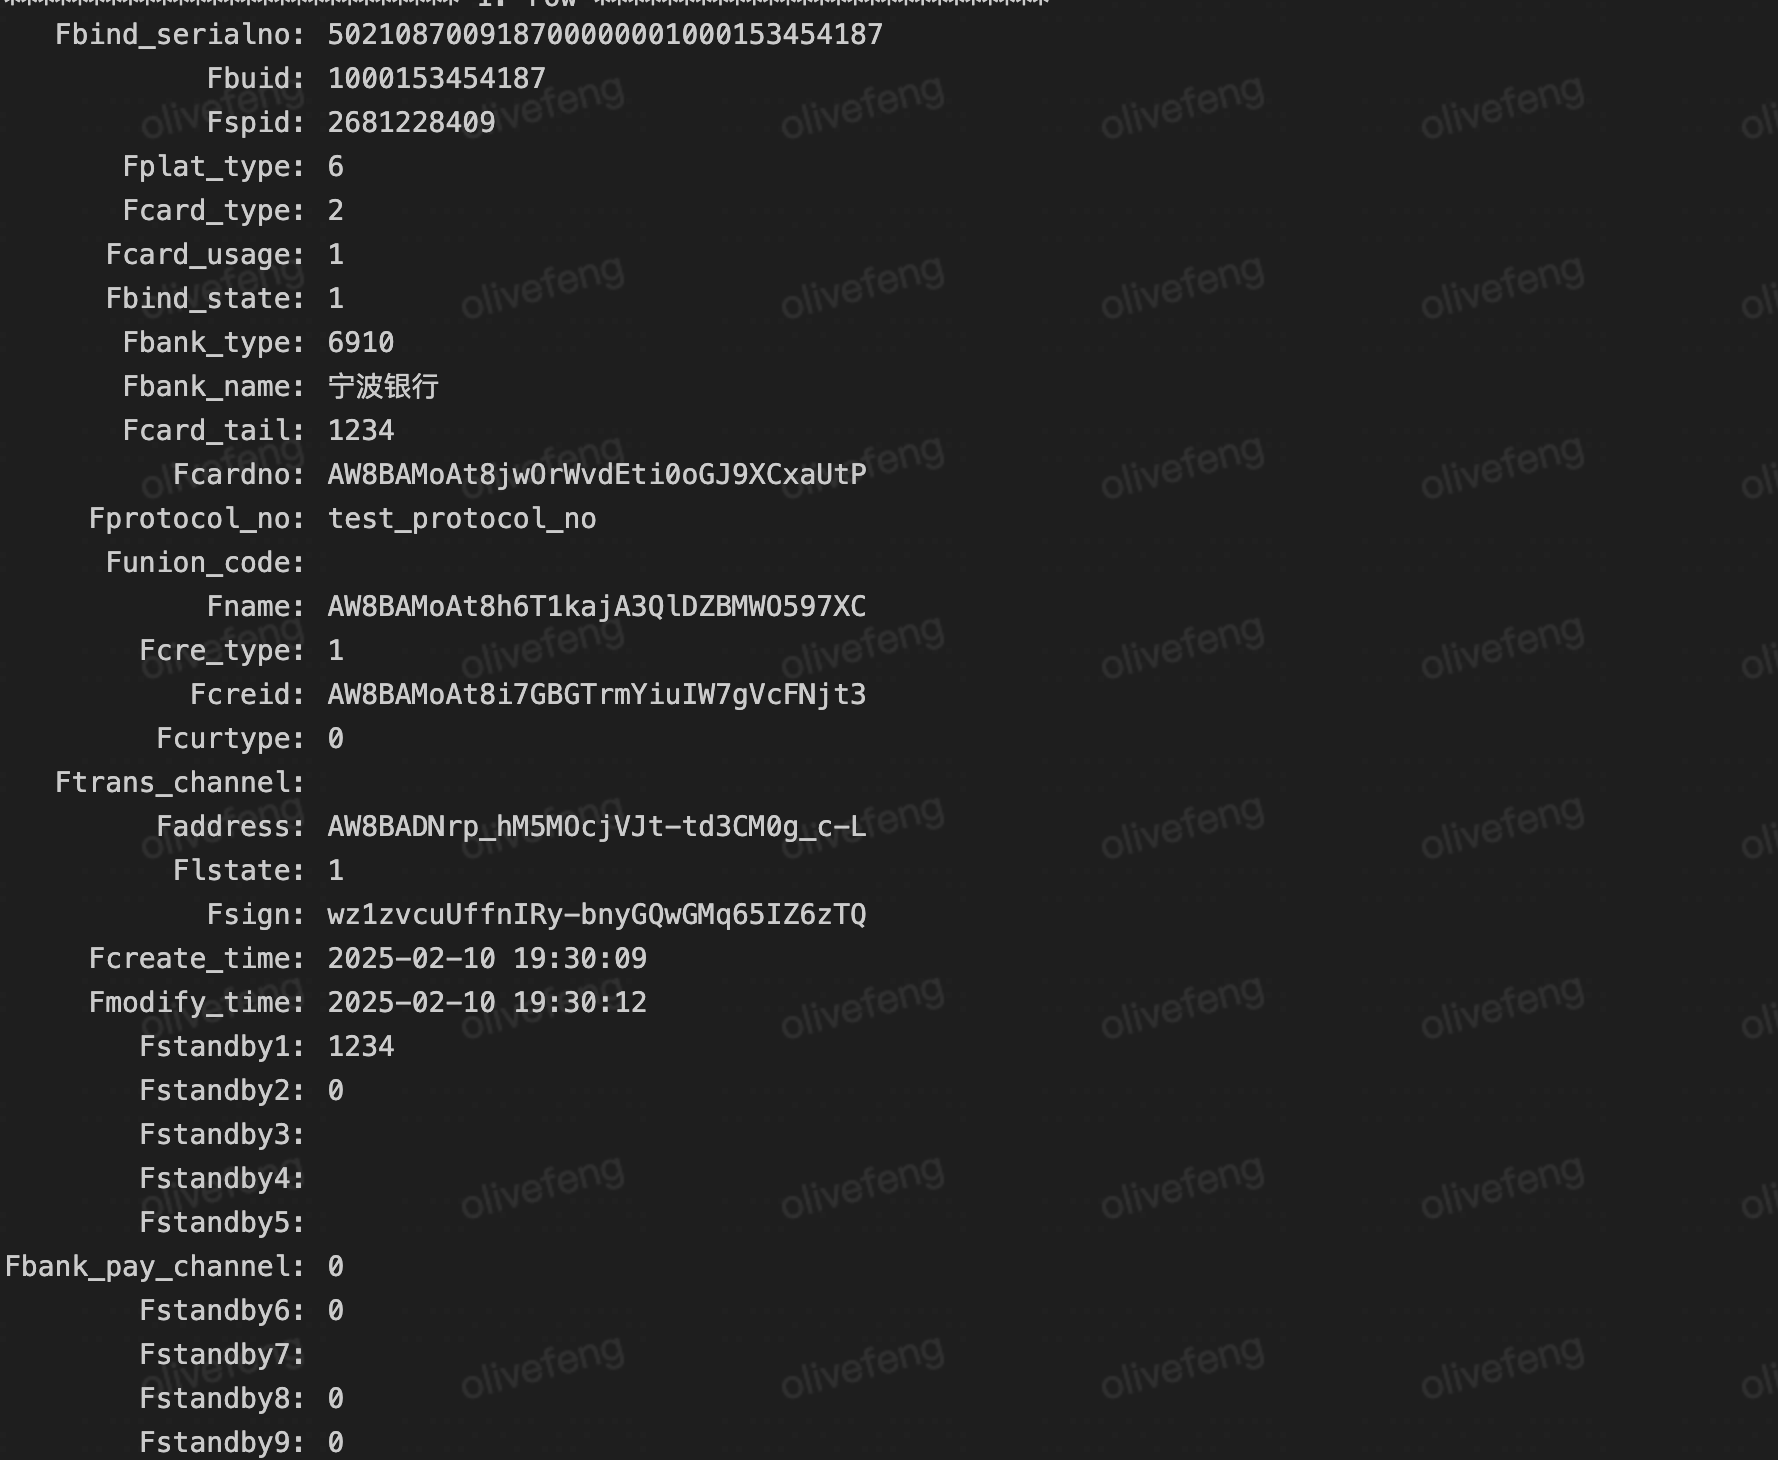 *************************** 1. row ***************************
Fbind_serialno: 50210870091870000001000153454187
Fbuid: 1000153454187
Fspid: 2681228409
Fplat_type: 6
Fcard_type: 2
Fcard_usage: 1
Fbind_state: 1
Fbank_type: 6910
Fbank_name: 宁波银行
Fcard_tail: 1234
Fcardno: AW8BAMoAt8jwOrWvdEti0oGJ9XCxaUtP
Fprotocol_no: test_protocol_no
Funion_code:
Fname: AW8BAMoAt8h6T1kajA3QlDZBMWO597XC
Fcre_type: 1
Fcreid: AW8BAMoAt8i7GBGTrmYiuIW7gVcFNjt3
Fcurtype: 0
Ftrans_channel:
Faddress: AW8BADNrp_hM5MOcjVJt-td3CM0g_c-L
Flstate: 1
Fsign: wz1zvcuUffnIRy-bnyGQwGMq65IZ6zTQ
Fcreate_time: 2025-02-10 19:30:09
Fmodify_time: 2025-02-10 19:30:12
Fstandby1: 1234
Fstandby2: 0
Fstandby3:
Fstandby4:
Fstandby5:
Fbank_pay_channel: 0
Fstandby6: 0
Fstandby7:
Fstandby8: 0
Fstandby9: 0
olivefeng